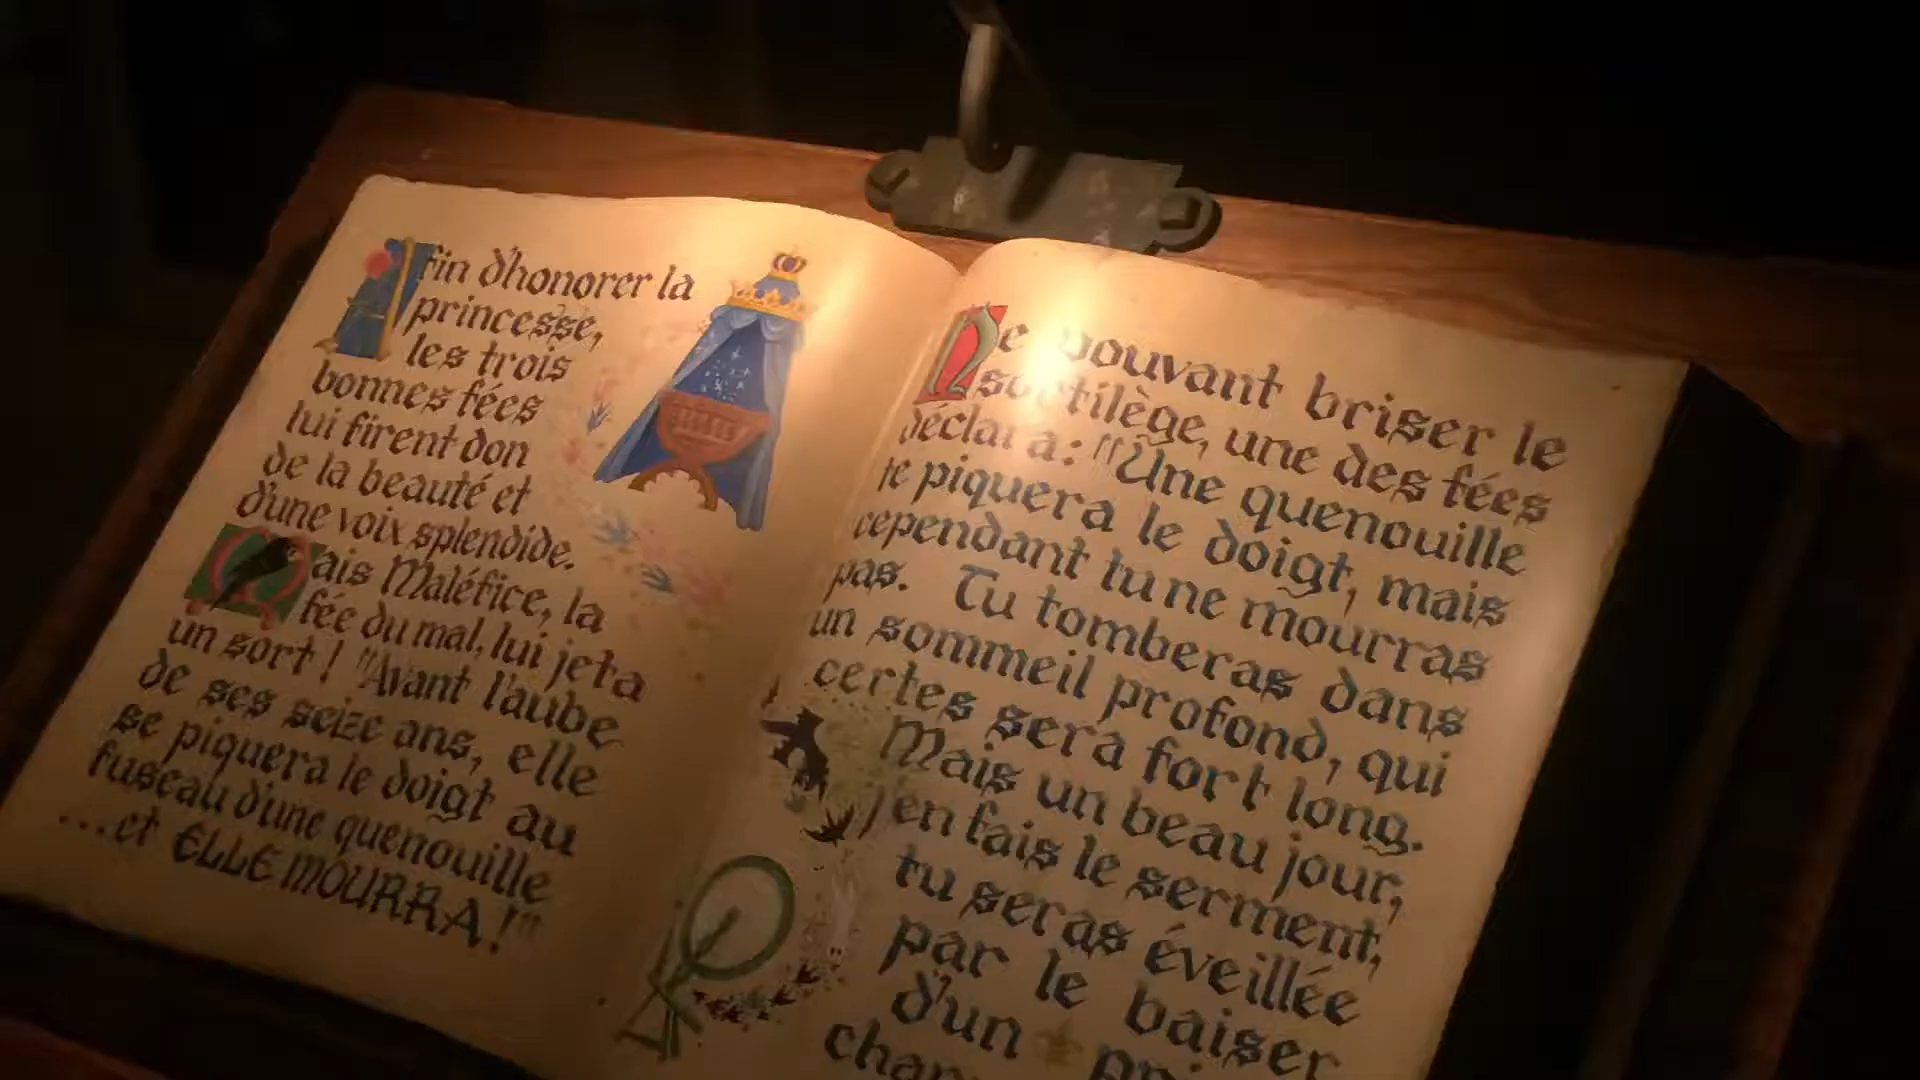 Afin d'honorer la
princesse,
les trois
bonnes fées
lui firent don
de la beauté et
d'une voix splendide.
Mais Maléfice, la
fée du mal, lui jeta
un sort ! "Avant l'aube
de ses seize ans, elle
se piquera le doigt au
fuseau d'une quenouille
...et ELLE MOURRA !"
Ne pouvant briser le
sortilège, une des fées
déclara : "Une quenouille
te piquera le doigt, mais
cependant tu ne mourras
pas. Tu tomberas dans
un sommeil profond, qui
certes sera fort long.
Mais un beau jour,
j'en fais le serment,
tu seras éveillée
par le baiser
d'un